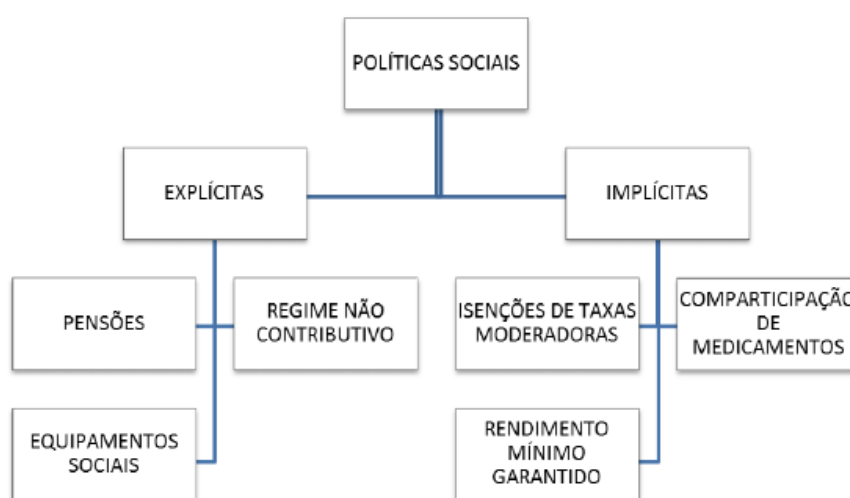 POLÍTICAS SOCIAIS
EXPLÍCITAS
IMPLÍCITAS
PENSÕES
REGIME NÃO
CONTRIBUTIVO
ISENÇÕES DE TAXAS
MODERADORAS
COMPARTICIPAÇÃO
DE
MEDICAMENTOS
EQUIPAMENTOS
SOCIAIS
RENDIMENTO
MÍNIMO
GARANTIDO